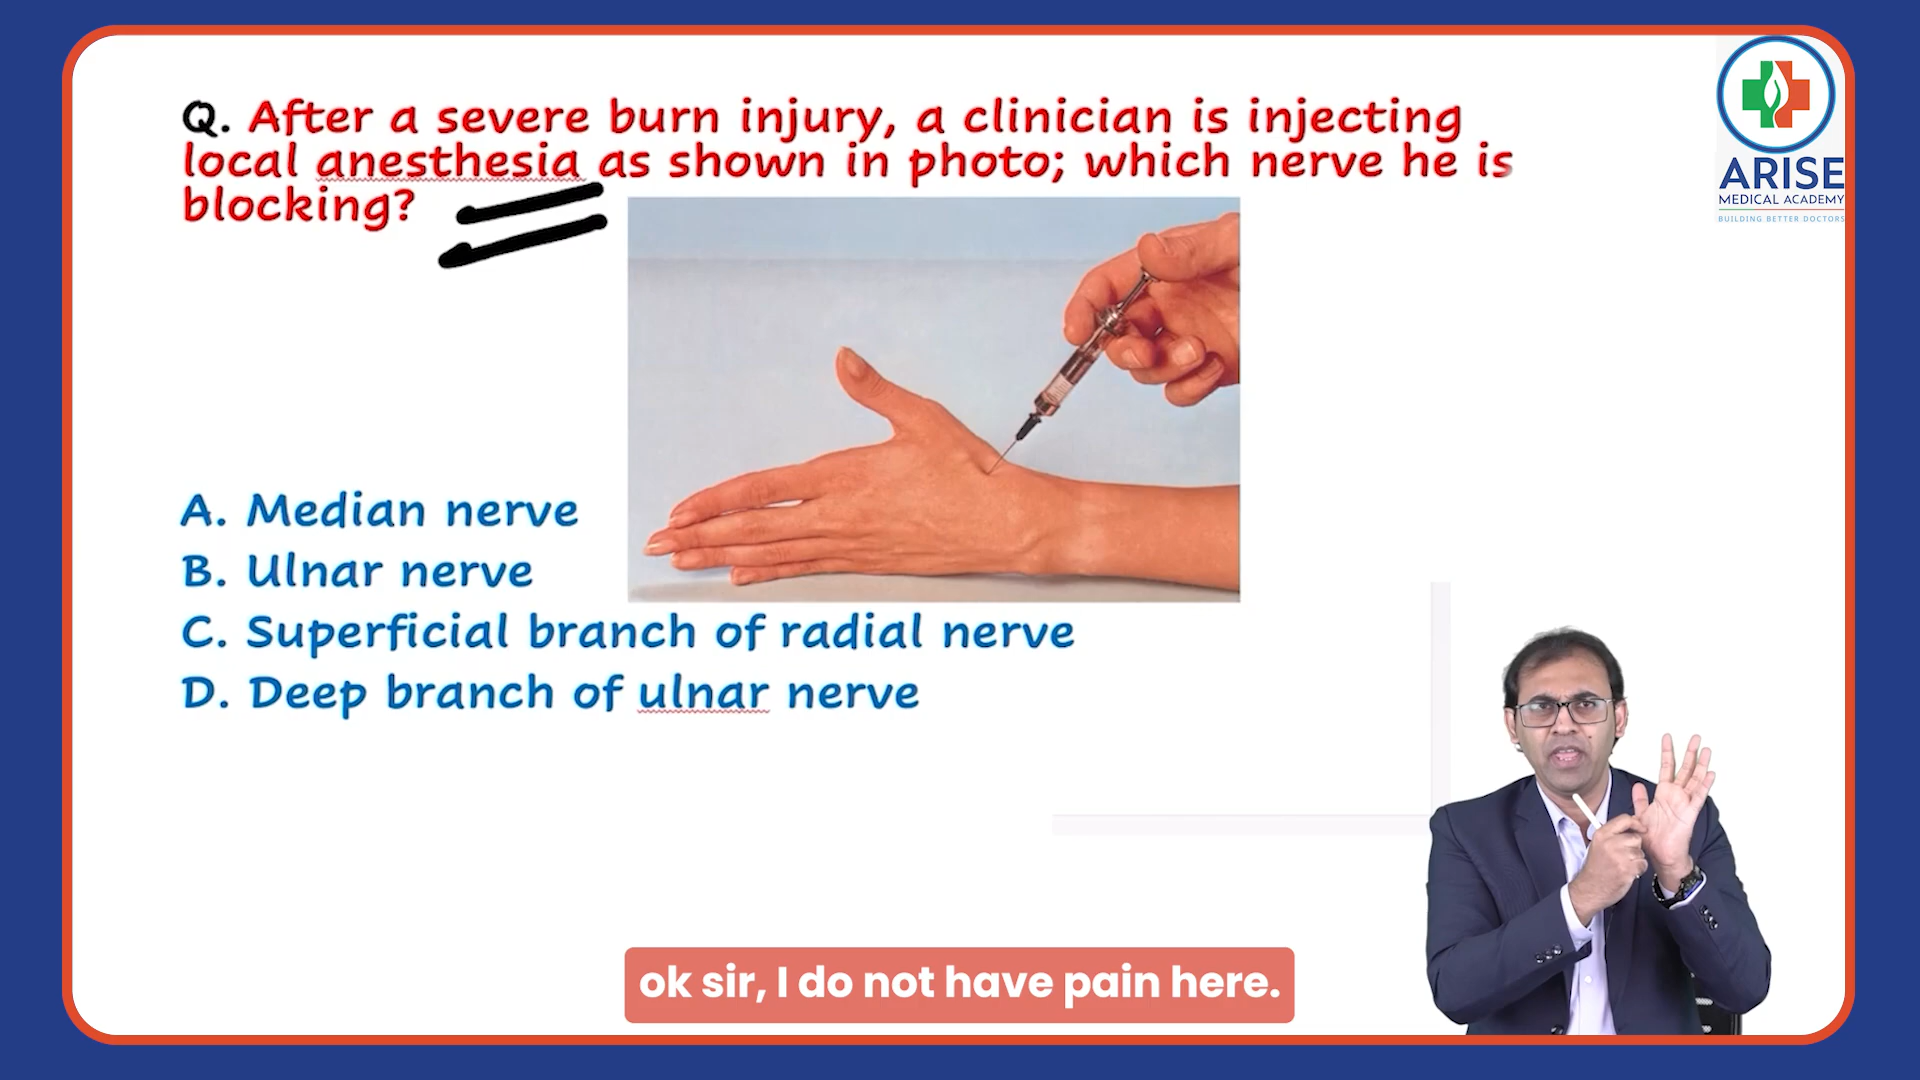 Q. After a severe burn injury, a clinician is injecting
local anesthesia as shown in photo; which nerve he is
blocking?
A. Median nerve
B. Ulnar nerve
C. Superficial branch of radial nerve
D. Deep branch of ulnar nerve
ARISE
MEDICAL ACADEMY
BUILDING BETTER DOCTORS
ok sir, I do not have pain here.